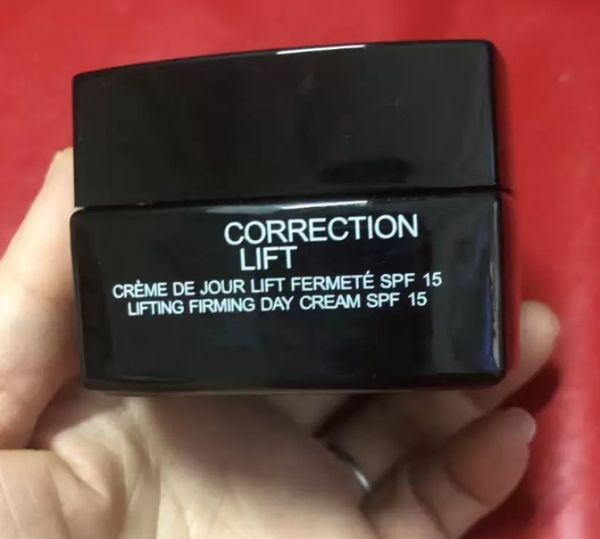 CORRECTION
LIFT
CRÈME DE JOUR LIFT FERMETÉ SPF 15
LIFTING FIRMING DAY CREAM SPF 15